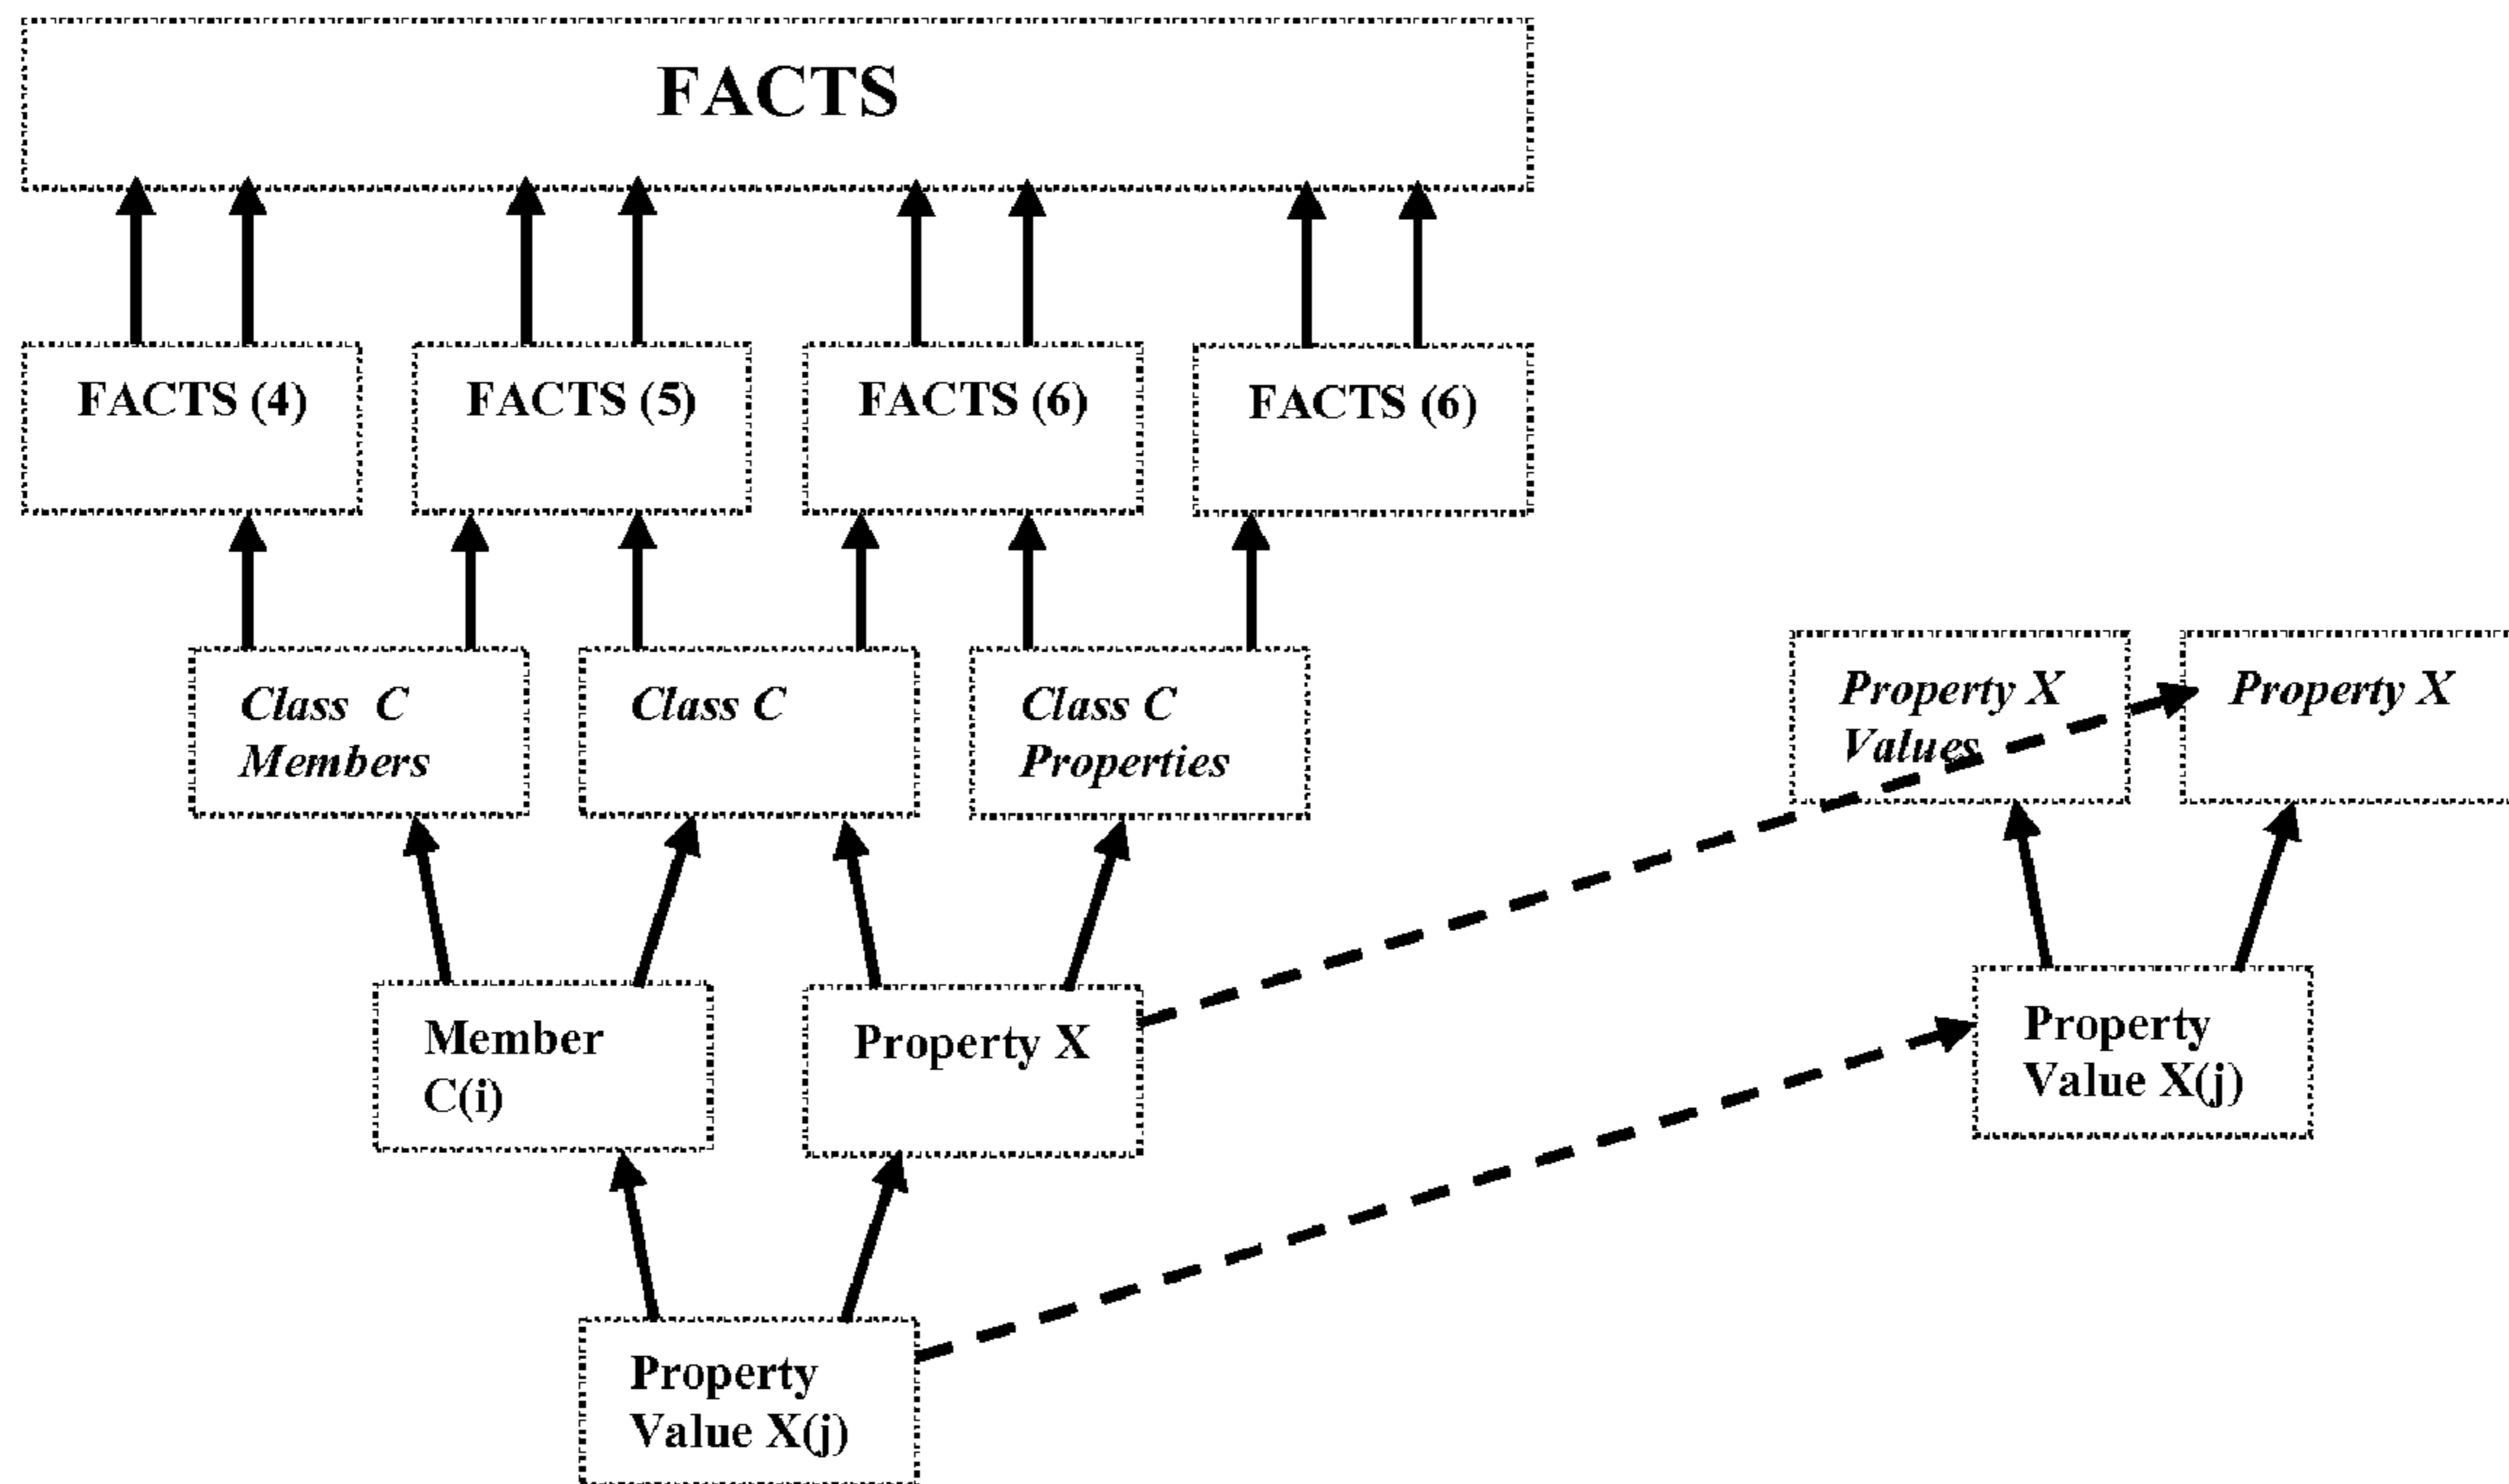 FACTS
FACTS (4)
FACTS (5)
FACTS (6)
FACTS (6)
Class C
Members
Class C
Class C
Properties
Property X
Values
Property X
Member
C(i)
Property X
Property
Value X(j)
Property
Value X(j)